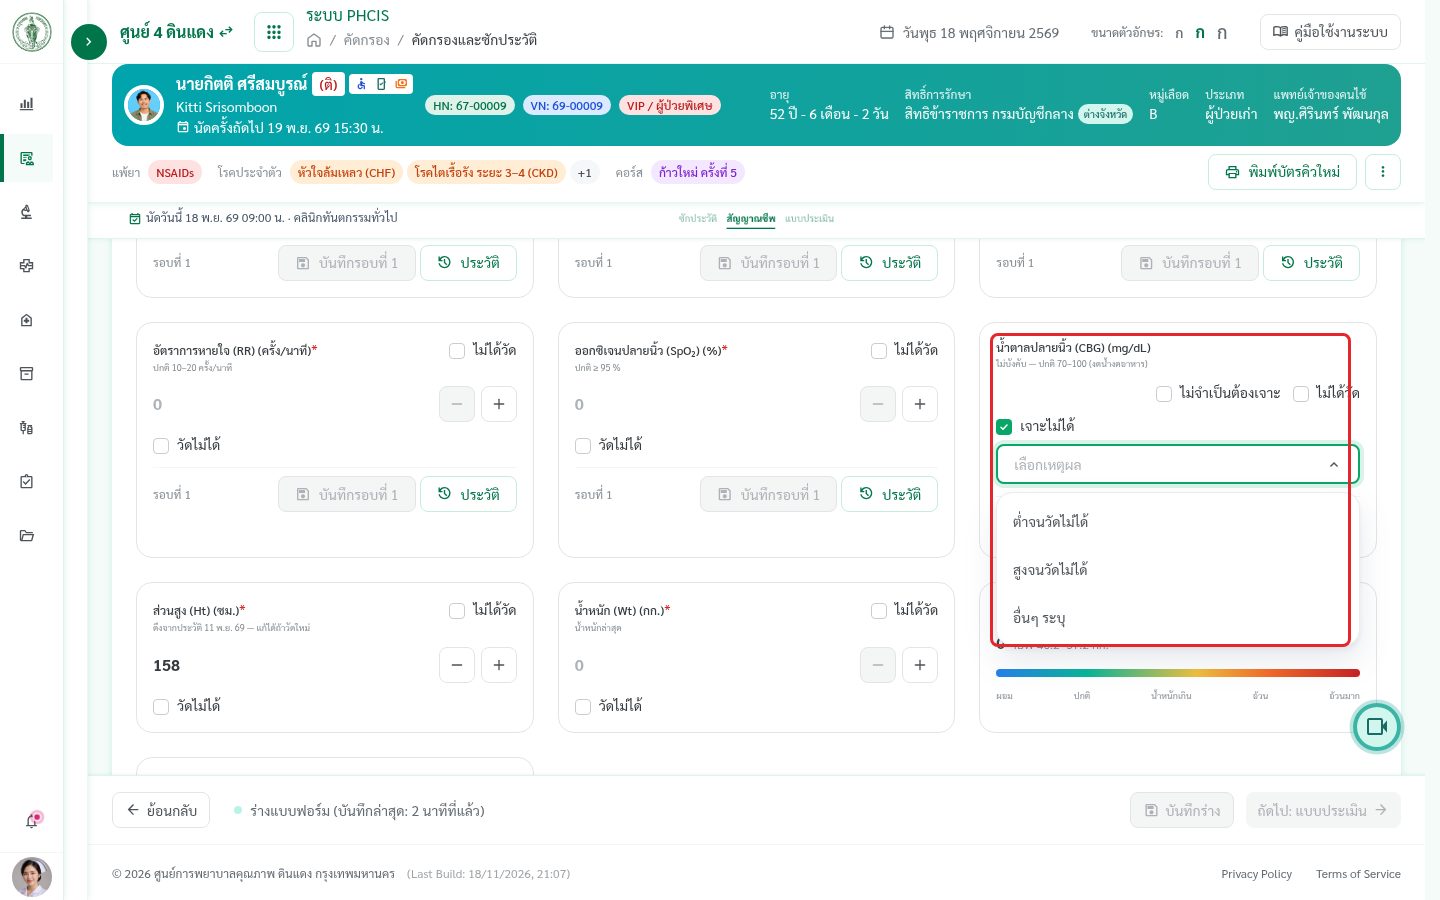 ศูนย์ 4 ดินแดง
ระบบ PHCIS
/ คัดกรอง / คัดกรองและซักประวัติ
วันพุธ 18 พฤศจิกายน 2569
ขนาดตัวอักษร: ก ก ก
คู่มือใช้งานระบบ
นายกิตติ ศรีสมบูรณ์ (ติ)
Kitti Srisomboon
นัดครั้งถัดไป 19 พ.ย. 69 15:30 น.
HN: 67-00009
VN: 69-00009
VIP / ผู้ป่วยพิเศษ
อายุ
52 ปี - 6 เดือน - 2 วัน
สิทธิ์การรักษา
สิทธิข้าราชการ กรมบัญชีกลาง ต่างจังหวัด
หมู่เลือด
B
ประเภท
ผู้ป่วยเก่า
แพทย์เจ้าของคนไข้
พญ.ศิรินทร์ พัฒนกุล
แพ้ยา NSAIDs โรคประจำตัว หัวใจล้มเหลว (CHF) โรคไตเรื้อรัง ระยะ 3–4 (CKD) +1 คอร์ส ก้าวใหม่ ครั้งที่ 5
พิมพ์บัตรคิวใหม่
นัดวันนี้ 18 พ.ย. 69 09:00 น. · คลินิกทันตกรรมทั่วไป
ซักประวัติ สัญญาณชีพ แบบประเมิน
รอบที่ 1 บันทึกรอบที่ 1 ประวัติ
รอบที่ 1 บันทึกรอบที่ 1 ประวัติ
รอบที่ 1 บันทึกรอบที่ 1 ประวัติ
อัตราการหายใจ (RR) (ครั้ง/นาที)* ไม่ได้วัด
ปกติ 10–20 ครั้ง/นาที
0
วัดไม่ได้
รอบที่ 1 บันทึกรอบที่ 1 ประวัติ
ออกซิเจนปลายนิ้ว (SpO₂) (%)* ไม่ได้วัด
ปกติ ≥ 95 %
0
วัดไม่ได้
รอบที่ 1 บันทึกรอบที่ 1 ประวัติ
น้ำตาลปลายนิ้ว (CBG) (mg/dL)
ไม่บังคับ — ปกติ 70–100 (งดน้ำงดอาหาร)
ไม่จำเป็นต้องเจาะ ไม่ได้วัด
เจาะไม่ได้
เลือกเหตุผล
ต่ำจนวัดไม่ได้
สูงจนวัดไม่ได้
อื่นๆ ระบุ
ส่วนสูง (Ht) (ซม.)* ไม่ได้วัด
ดึงจากประวัติ 11 พ.ย. 69 — แก้ได้ถ้าวัดใหม่
158
วัดไม่ได้
น้ำหนัก (Wt) (กก.)* ไม่ได้วัด
น้ำหนักล่าสุด
0
วัดไม่ได้
ผอม ปกติ น้ำหนักเกิน อ้วน อ้วนมาก
ย้อนกลับ
ร่างแบบฟอร์ม (บันทึกล่าสุด: 2 นาทีที่แล้ว)
บันทึกร่าง
ถัดไป: แบบประเมิน
© 2026 ศูนย์การพยาบาลคุณภาพ ดินแดง กรุงเทพมหานคร (Last Build: 18/11/2026, 21:07)
Privacy Policy Terms of Service